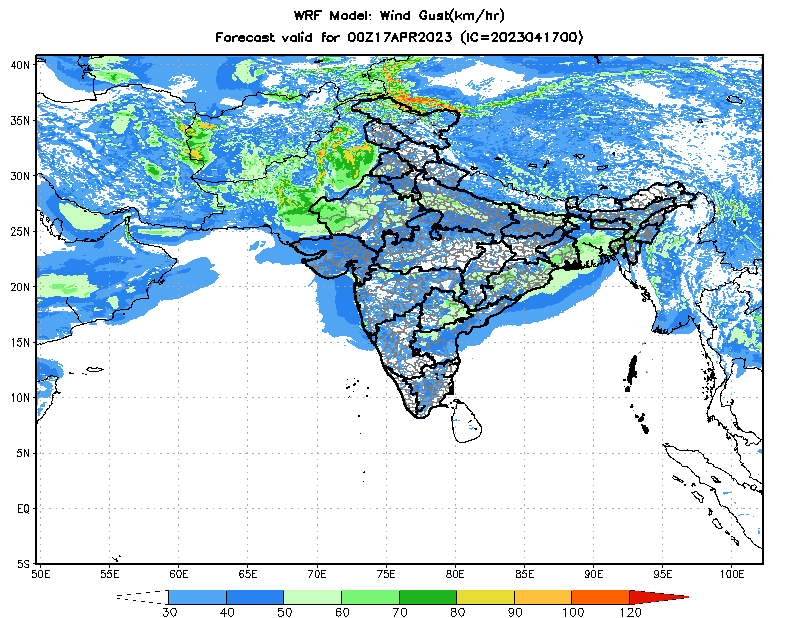 WRF Model: Wind Gust(km/hr)
Forecast valid for 00Z17APR2023 (IC=2023041700)
40N
35N
30N
25N
20N
15N
10N
5N
EQ
5S
50E 55E 60E 65E 70E 75E 80E 85E 90E 95E 100E
30 40 50 60 70 80 90 100 120